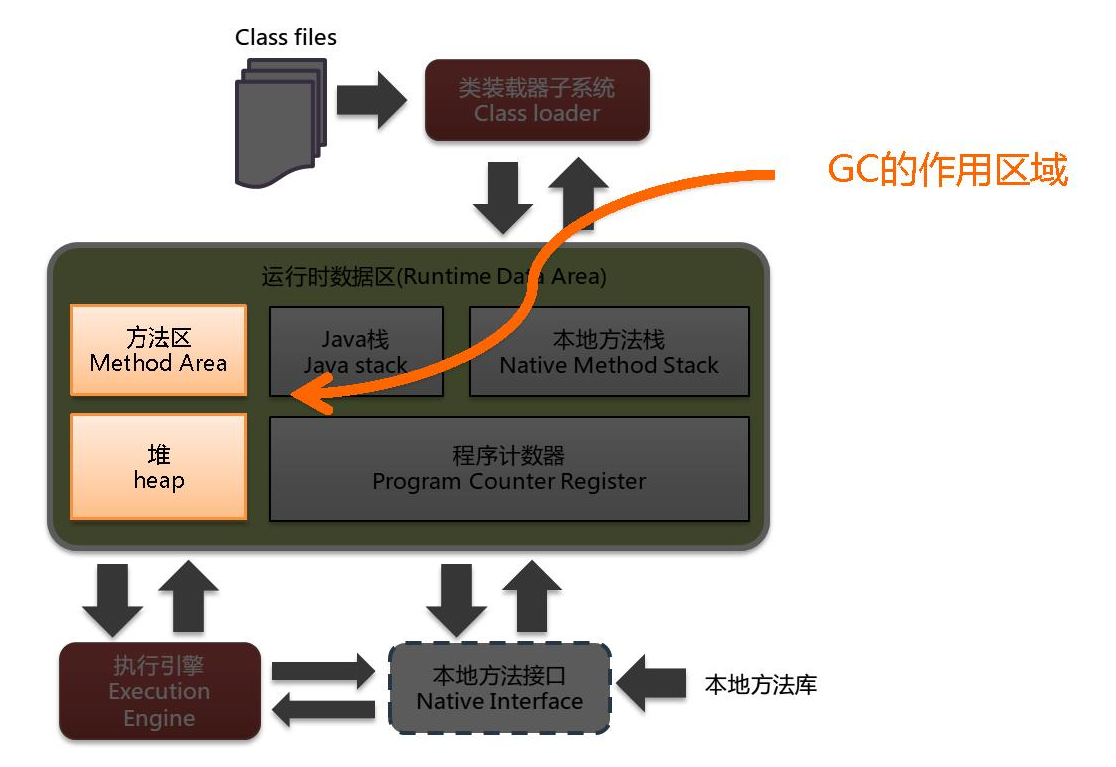 Class files
类装载器子系统
Class loader
GC的作用区域
运行时数据区(Runtime Data Area)
方法区
Method Area
Java栈
Java stack
本地方法栈
Native Method Stack
堆
heap
程序计数器
Program Counter Register
执行引擎
Execution
Engine
本地方法接口
Native Interface
本地方法库